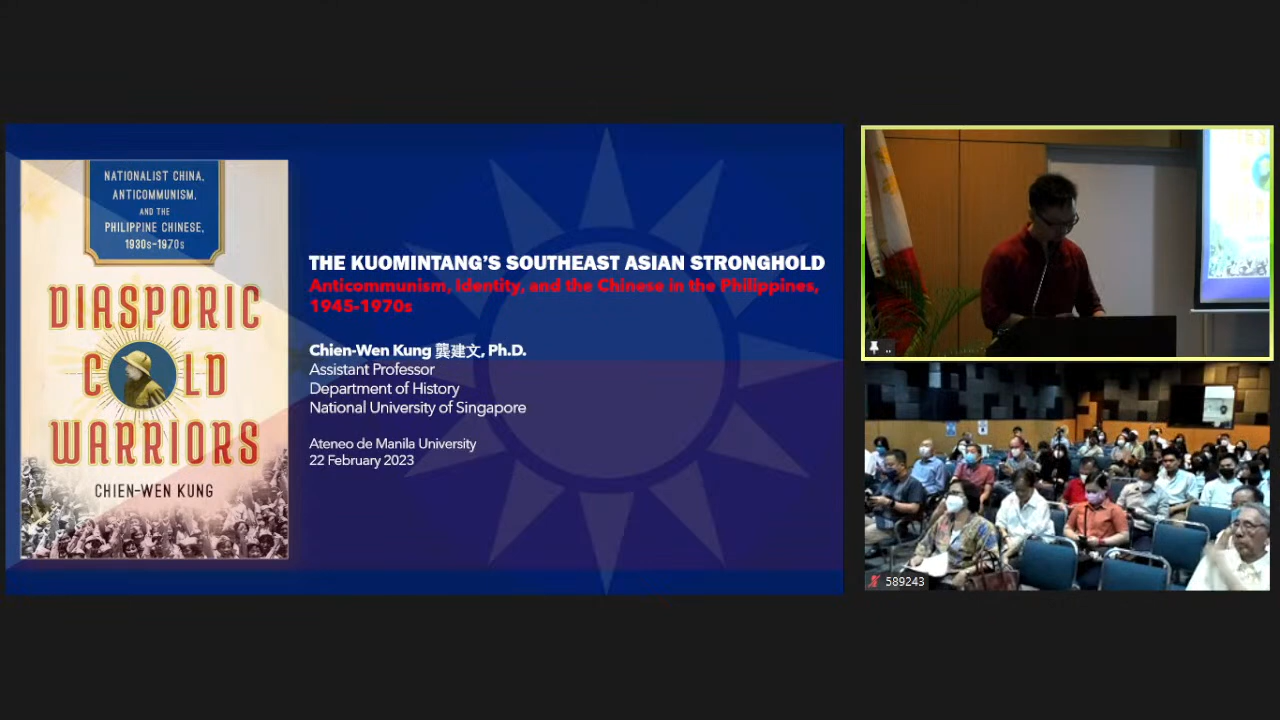 NATIONALIST CHINA,
ANTICOMMUNISM,
AND THE
PHILIPPINE CHINESE,
1930s–1970s
DIASPORIC
COLD
WARRIORS
CHIEN-WEN KUNG
THE KUOMINTANG'S SOUTHEAST ASIAN STRONGHOLD
Anticommunism, Identity, and the Chinese in the Philippines,
1945-1970s
Chien-Wen Kung 龔建文, Ph.D.
Assistant Professor
Department of History
National University of Singapore
Ateneo de Manila University
22 February 2023
..
589243